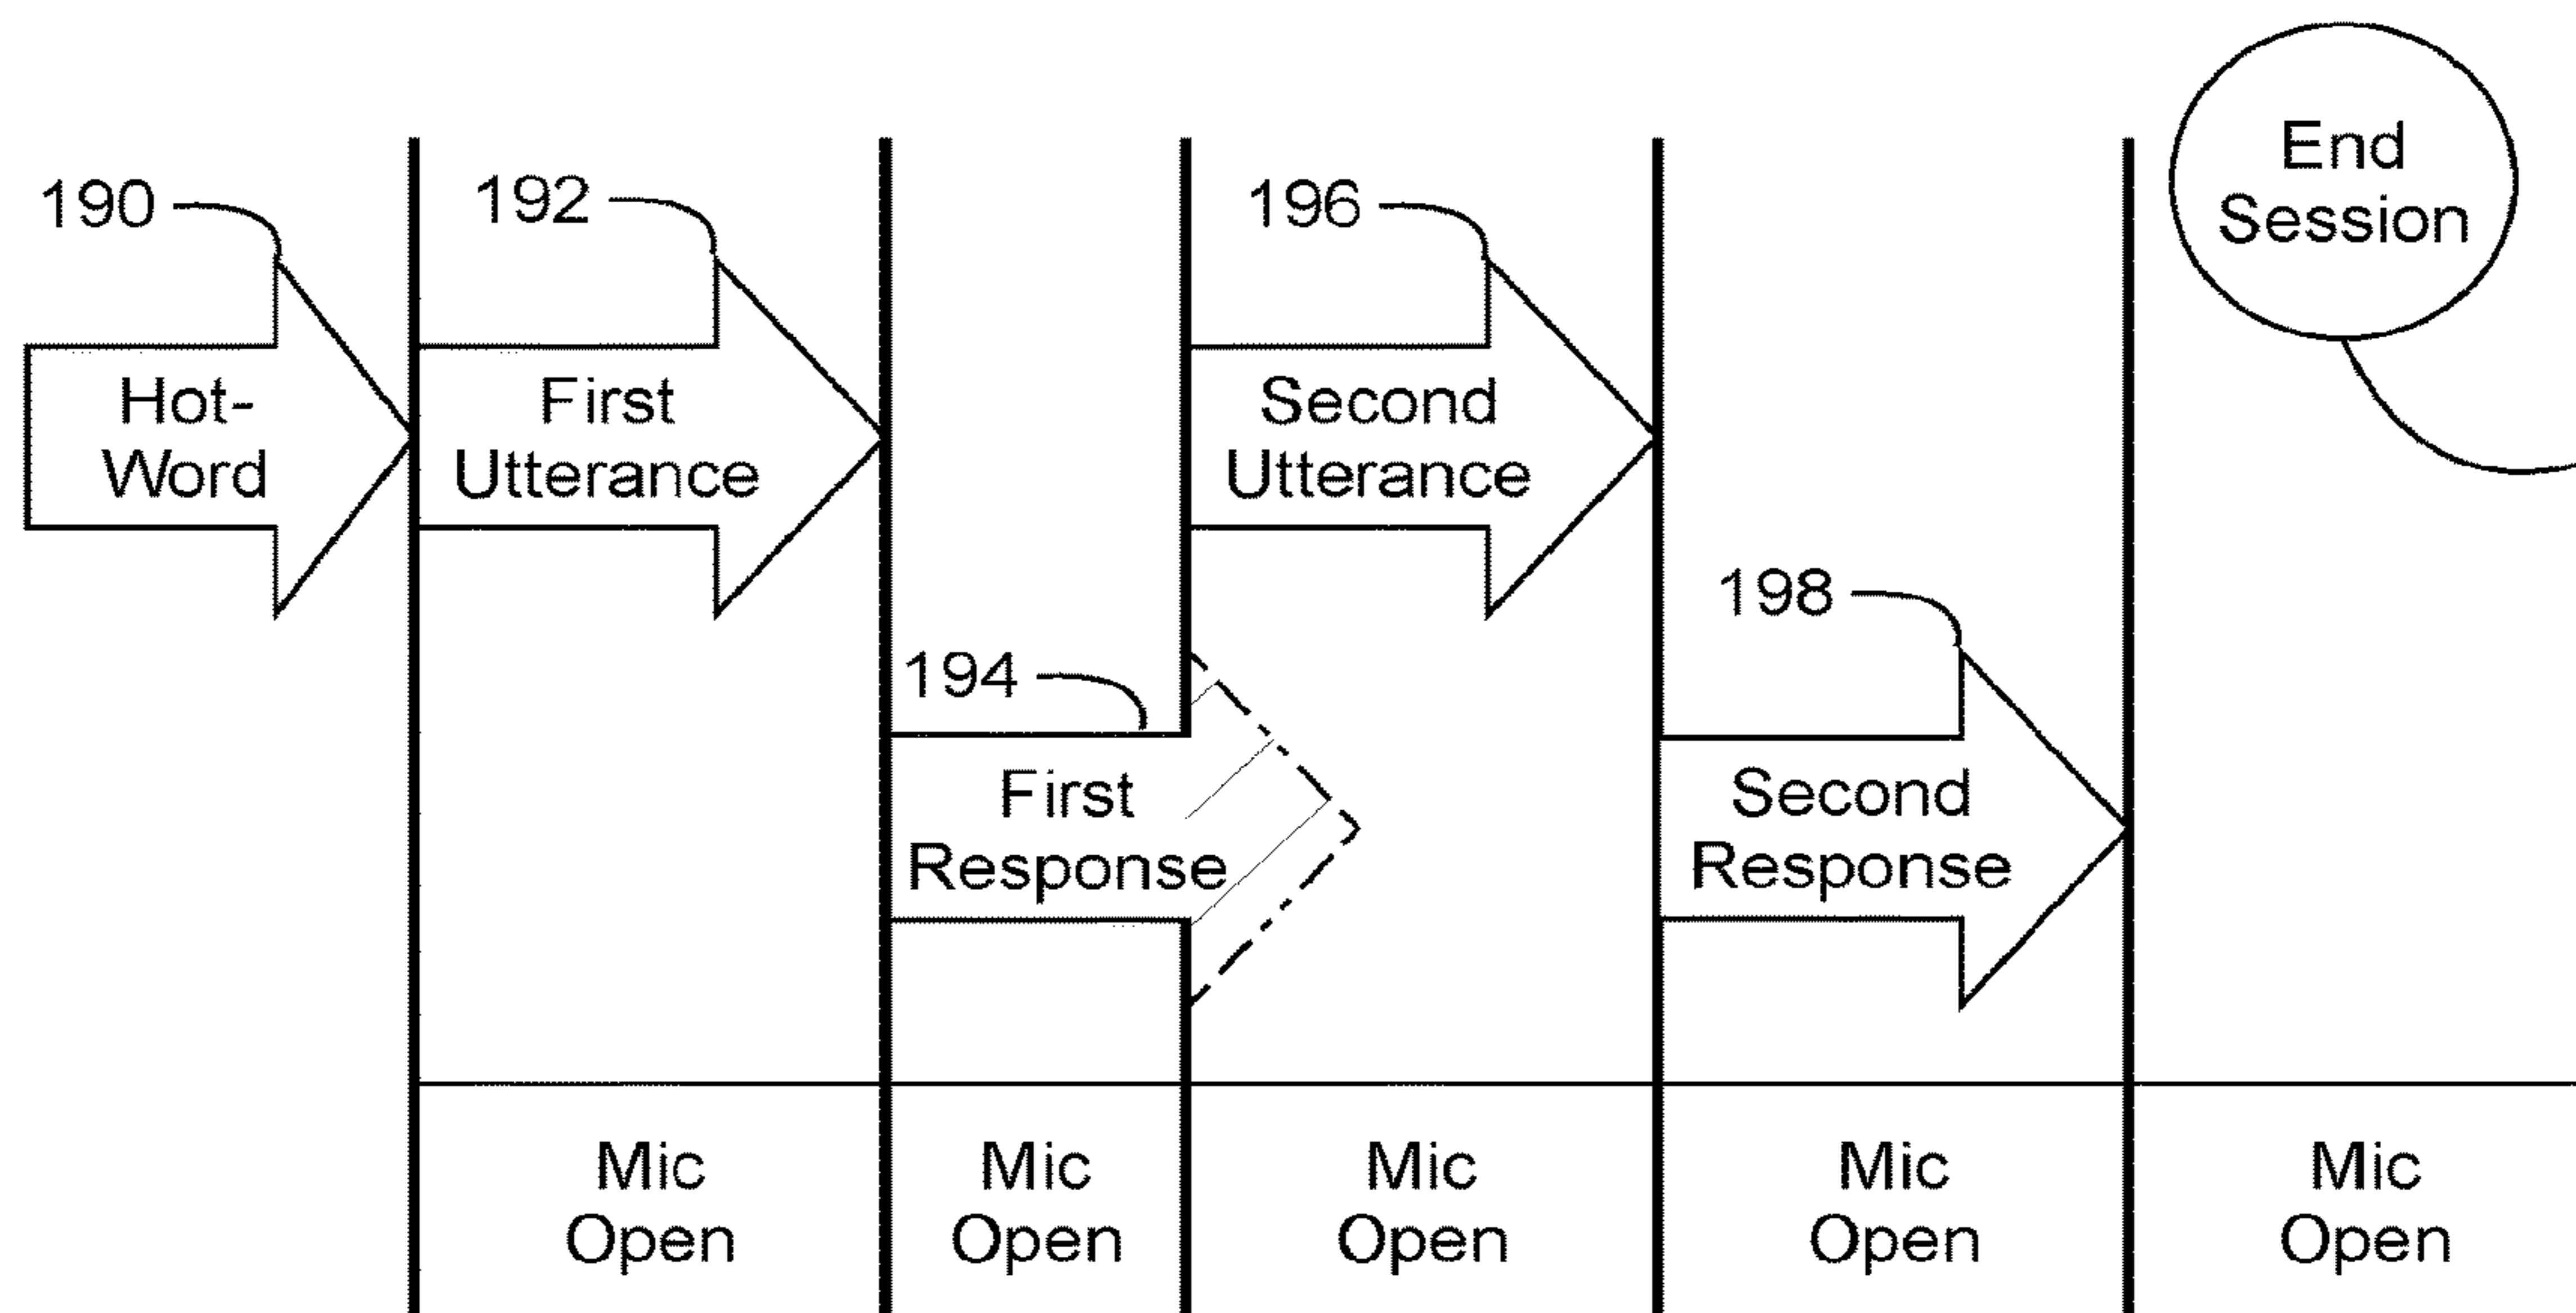 End
Session
190
192
196
Hot-
Word
First
Utterance
Second
Utterance
198
194
First
Response
Second
Response
Mic
Open
Mic
Open
Mic
Open
Mic
Open
Mic
Open